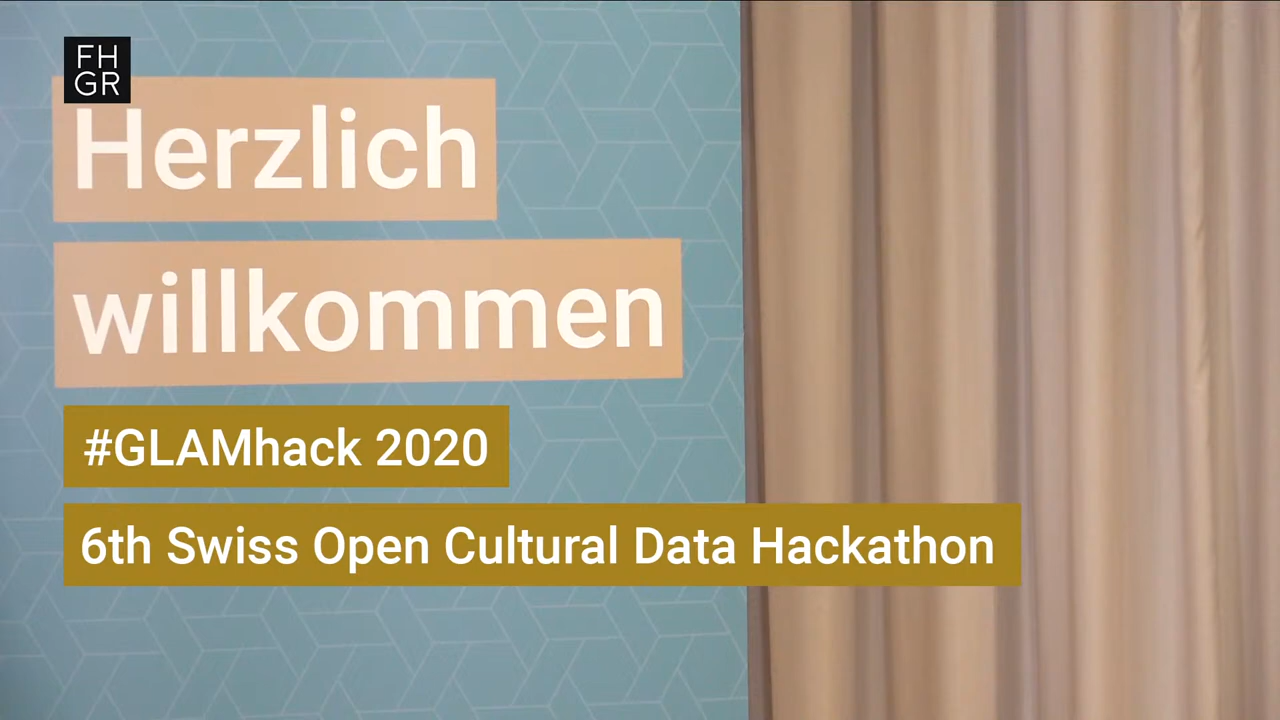 FH
GR
Herzlich
willkommen
#GLAMhack 2020
6th Swiss Open Cultural Data Hackathon